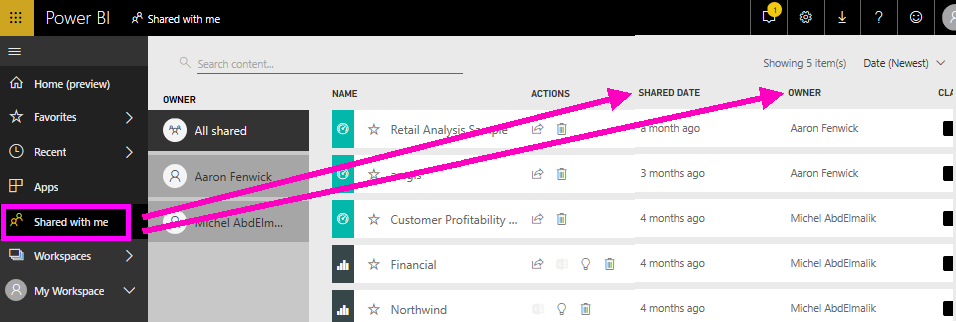 Power BI Shared with me 1 ?
Search content...
Showing 5 item(s) Date (Newest)
Home (preview)
Favorites
Recent
Apps
Shared with me
Workspaces
My Workspace
OWNER
All shared
Aaron Fenwick
Michel AbdElm...
NAME ACTIONS SHARED DATE OWNER CLA
Retail Analysis Sample a month ago Aaron Fenwick
3 months ago Aaron Fenwick
Customer Profitability ... 4 months ago Michel AbdElmalik
Financial 4 months ago Michel AbdElmalik
Northwind 4 months ago Michel AbdElmalik